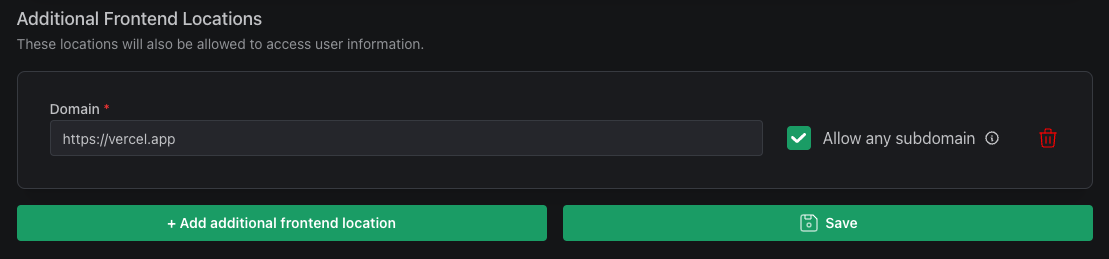 Additional Frontend Locations
These locations will also be allowed to access user information.
Domain *
https://vercel.app
Allow any subdomain
+ Add additional frontend location
Save